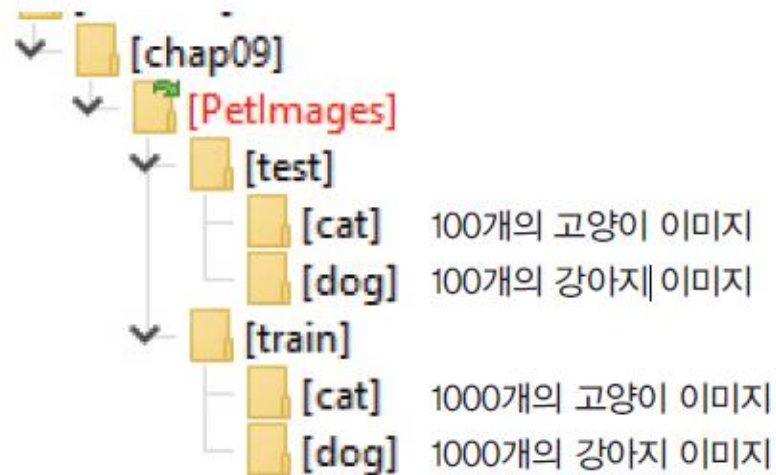 [chap09]
[PetImages]
[test]
[cat] 100개의 고양이 이미지
[dog] 100개의 강아지 이미지
[train]
[cat] 1000개의 고양이 이미지
[dog] 1000개의 강아지 이미지